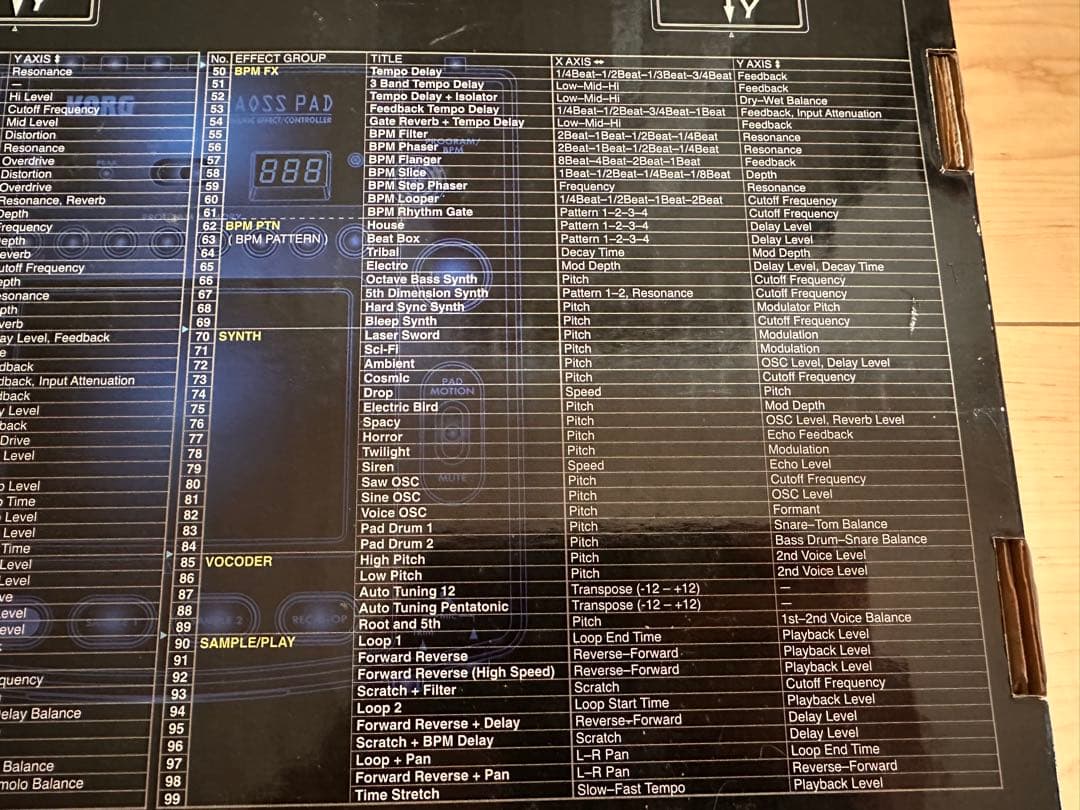 Y
Y
Y AXIS ⇕
Resonance
—
Hi Level
Cutoff Frequency
Mid Level
Distortion
Resonance
Overdrive
Distortion
Overdrive
Resonance, Reverb
Depth
Frequency
Depth
Reverb
Cutoff Frequency
Delay Level, Feedback
Feedback, Input Attenuation
Level
Drive
Level
Level
Time
Level
Level
Time
Level
Level
Delay Balance
Balance
KORG
KAOSS PAD
888
PAD
MOTION
MUTE
No. EFFECT GROUP TITLE X AXIS ⇔ Y AXIS ⇕
50 BPM FX Tempo Delay 1/4Beat–1/2Beat–1/3Beat–3/4Beat Feedback
51 3 Band Tempo Delay Low–Mid–Hi Feedback
52 Tempo Delay + Isolator Low–Mid–Hi Dry–Wet Balance
53 Feedback Tempo Delay 1/4Beat–1/2Beat–3/4Beat–1Beat Feedback, Input Attenuation
54 Gate Reverb + Tempo Delay Low–Mid–Hi Feedback
55 BPM Filter 2Beat–1Beat–1/2Beat–1/4Beat Resonance
56 BPM Phaser 2Beat–1Beat–1/2Beat–1/4Beat Resonance
57 BPM Flanger 8Beat–4Beat–2Beat–1Beat Feedback
58 BPM Slice 1Beat–1/2Beat–1/4Beat–1/8Beat Depth
59 BPM Step Phaser Frequency Resonance
60 BPM Looper 1/4Beat–1/2Beat–1Beat–2Beat Cutoff Frequency
61 BPM Rhythm Gate Pattern 1–2–3–4 Cutoff Frequency
62 BPM PTN House Pattern 1–2–3–4 Delay Level
63 ( BPM PATTERN ) Beat Box Pattern 1–2–3–4 Delay Level
64 Tribal Decay Time Mod Depth
65 Electro Mod Depth Delay Level, Decay Time
66 Octave Bass Synth Pitch Cutoff Frequency
67 5th Dimension Synth Pattern 1–2, Resonance Cutoff Frequency
68 Hard Sync Synth Pitch Modulator Pitch
69 Bleep Synth Pitch Cutoff Frequency
70 SYNTH Laser Sword Pitch Modulation
71 Sci-Fi Pitch Modulation
72 Ambient Pitch OSC Level, Delay Level
73 Cosmic Pitch Cutoff Frequency
74 Drop Speed Pitch
75 Electric Bird Pitch Mod Depth
76 Spacy Pitch OSC Level, Reverb Level
77 Horror Pitch Echo Feedback
78 Twilight Pitch Modulation
79 Siren Speed Echo Level
80 Saw OSC Pitch Cutoff Frequency
81 Sine OSC Pitch OSC Level
82 Voice OSC Pitch Formant
83 Pad Drum 1 Pitch Snare–Tom Balance
84 Pad Drum 2 Pitch Bass Drum–Snare Balance
85 VOCODER High Pitch Pitch 2nd Voice Level
86 Low Pitch Pitch 2nd Voice Level
87 Auto Tuning 12 Transpose (-12 – +12) —
88 Auto Tuning Pentatonic Transpose (-12 – +12) —
89 Root and 5th Pitch 1st–2nd Voice Balance
90 SAMPLE/PLAY Loop 1 Loop End Time Playback Level
91 Forward Reverse Reverse–Forward Playback Level
92 Forward Reverse (High Speed) Reverse–Forward Playback Level
93 Scratch + Filter Scratch Cutoff Frequency
94 Loop 2 Loop Start Time Playback Level
95 Forward Reverse + Delay Reverse–Forward Delay Level
96 Scratch + BPM Delay Scratch Delay Level
97 Loop + Pan L–R Pan Loop End Time
98 Forward Reverse + Pan L–R Pan Reverse–Forward
99 Time Stretch Slow–Fast Tempo Playback Level